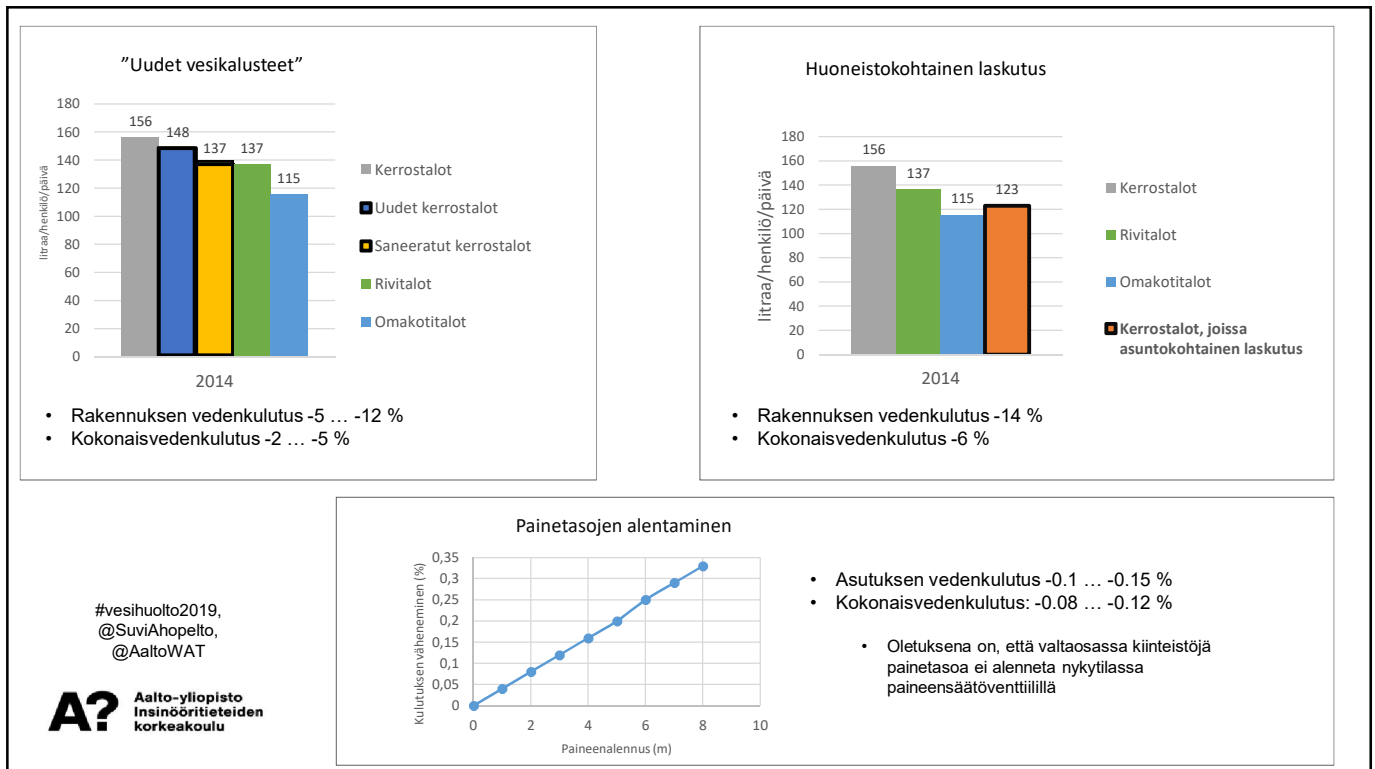 "Uudet vesikalusteet"
litraa/henkilö/päivä
180
160
140
120
100
80
60
40
20
0
156
148
137
137
115
2014
Kerrostalot
Uudet kerrostalot
Saneeratut kerrostalot
Rivitalot
Omakotitalot
• Rakennuksen vedenkulutus -5 … -12 %
• Kokonaisvedenkulutus -2 … -5 %
Huoneistokohtainen laskutus
litraa/henkilö/päivä
180
160
140
120
100
80
60
40
20
0
156
137
115
123
2014
Kerrostalot
Rivitalot
Omakotitalot
Kerrostalot, joissa
asuntokohtainen laskutus
• Rakennuksen vedenkulutus -14 %
• Kokonaisvedenkulutus -6 %
#vesihuolto2019,
@SuviAhopelto,
@AaltoWAT
A?
Aalto-yliopisto
Insinööritieteiden
korkeakoulu
Painetasojen alentaminen
Kulutuksen väheneminen (%)
0,35
0,3
0,25
0,2
0,15
0,1
0,05
0
0 2 4 6 8 10
Paineenalennus (m)
• Asutuksen vedenkulutus -0.1 … -0.15 %
• Kokonaisvedenkulutus: -0.08 … -0.12 %
• Oletuksena on, että valtaosassa kiinteistöjä
painetasoa ei alenneta nykytilassa
paineensäätöventtiilillä